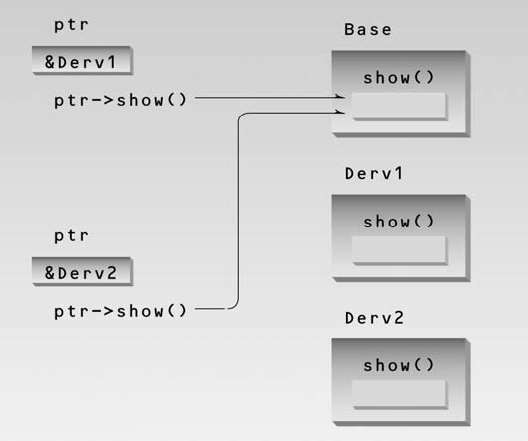 ptr
&Derv1
ptr->show()
ptr
&Derv2
ptr->show()
Base
show()
Derv1
show()
Derv2
show()